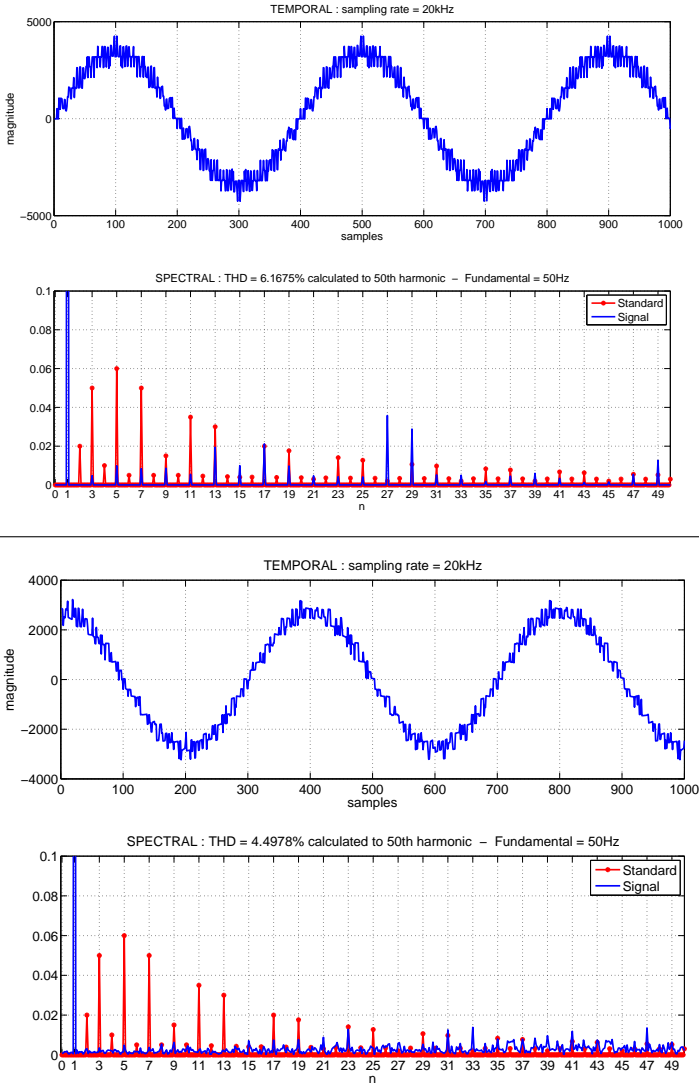 TEMPORAL : sampling rate = 20kHz
5000
0
−5000
magnitude
0 100 200 300 400 500 600 700 800 900 1000
samples
SPECTRAL : THD = 6.1675% calculated to 50th harmonic − Fundamental = 50Hz
0.1
0.08
0.06
0.04
0.02
0
Standard
Signal
0 1 3 5 7 9 11 13 15 17 19 21 23 25 27 29 31 33 35 37 39 41 43 45 47 49
n
TEMPORAL : sampling rate = 20kHz
4000
2000
0
−2000
−4000
magnitude
0 100 200 300 400 500 600 700 800 900 1000
samples
SPECTRAL : THD = 4.4978% calculated to 50th harmonic − Fundamental = 50Hz
0.1
0.08
0.06
0.04
0.02
0
Standard
Signal
0 1 3 5 7 9 11 13 15 17 19 21 23 25 27 29 31 33 35 37 39 41 43 45 47 49
n